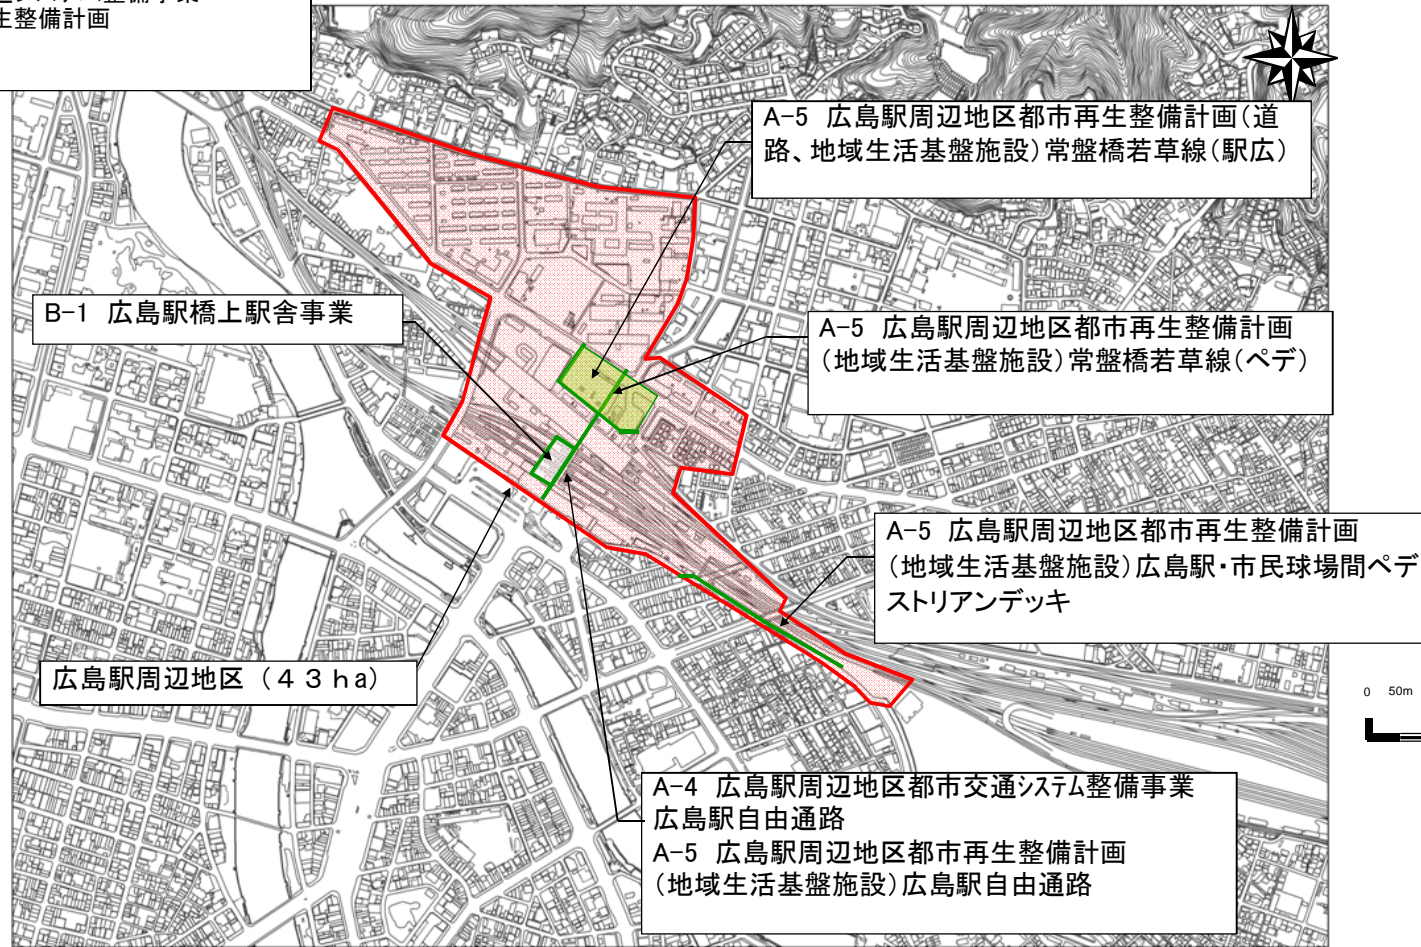 生整備計画
A-5 広島駅周辺地区都市再生整備計画(道
路、地域生活基盤施設)常盤橋若草線(駅広)
B-1 広島駅橋上駅舎事業
A-5 広島駅周辺地区都市再生整備計画
(地域生活基盤施設)常盤橋若草線(ペデ)
A-5 広島駅周辺地区都市再生整備計画
(地域生活基盤施設)広島駅・市民球場間ペデ
ストリアンデッキ
広島駅周辺地区(43ha)
0 50m
A-4 広島駅周辺地区都市交通システム整備事業
広島駅自由通路
A-5 広島駅周辺地区都市再生整備計画
(地域生活基盤施設)広島駅自由通路